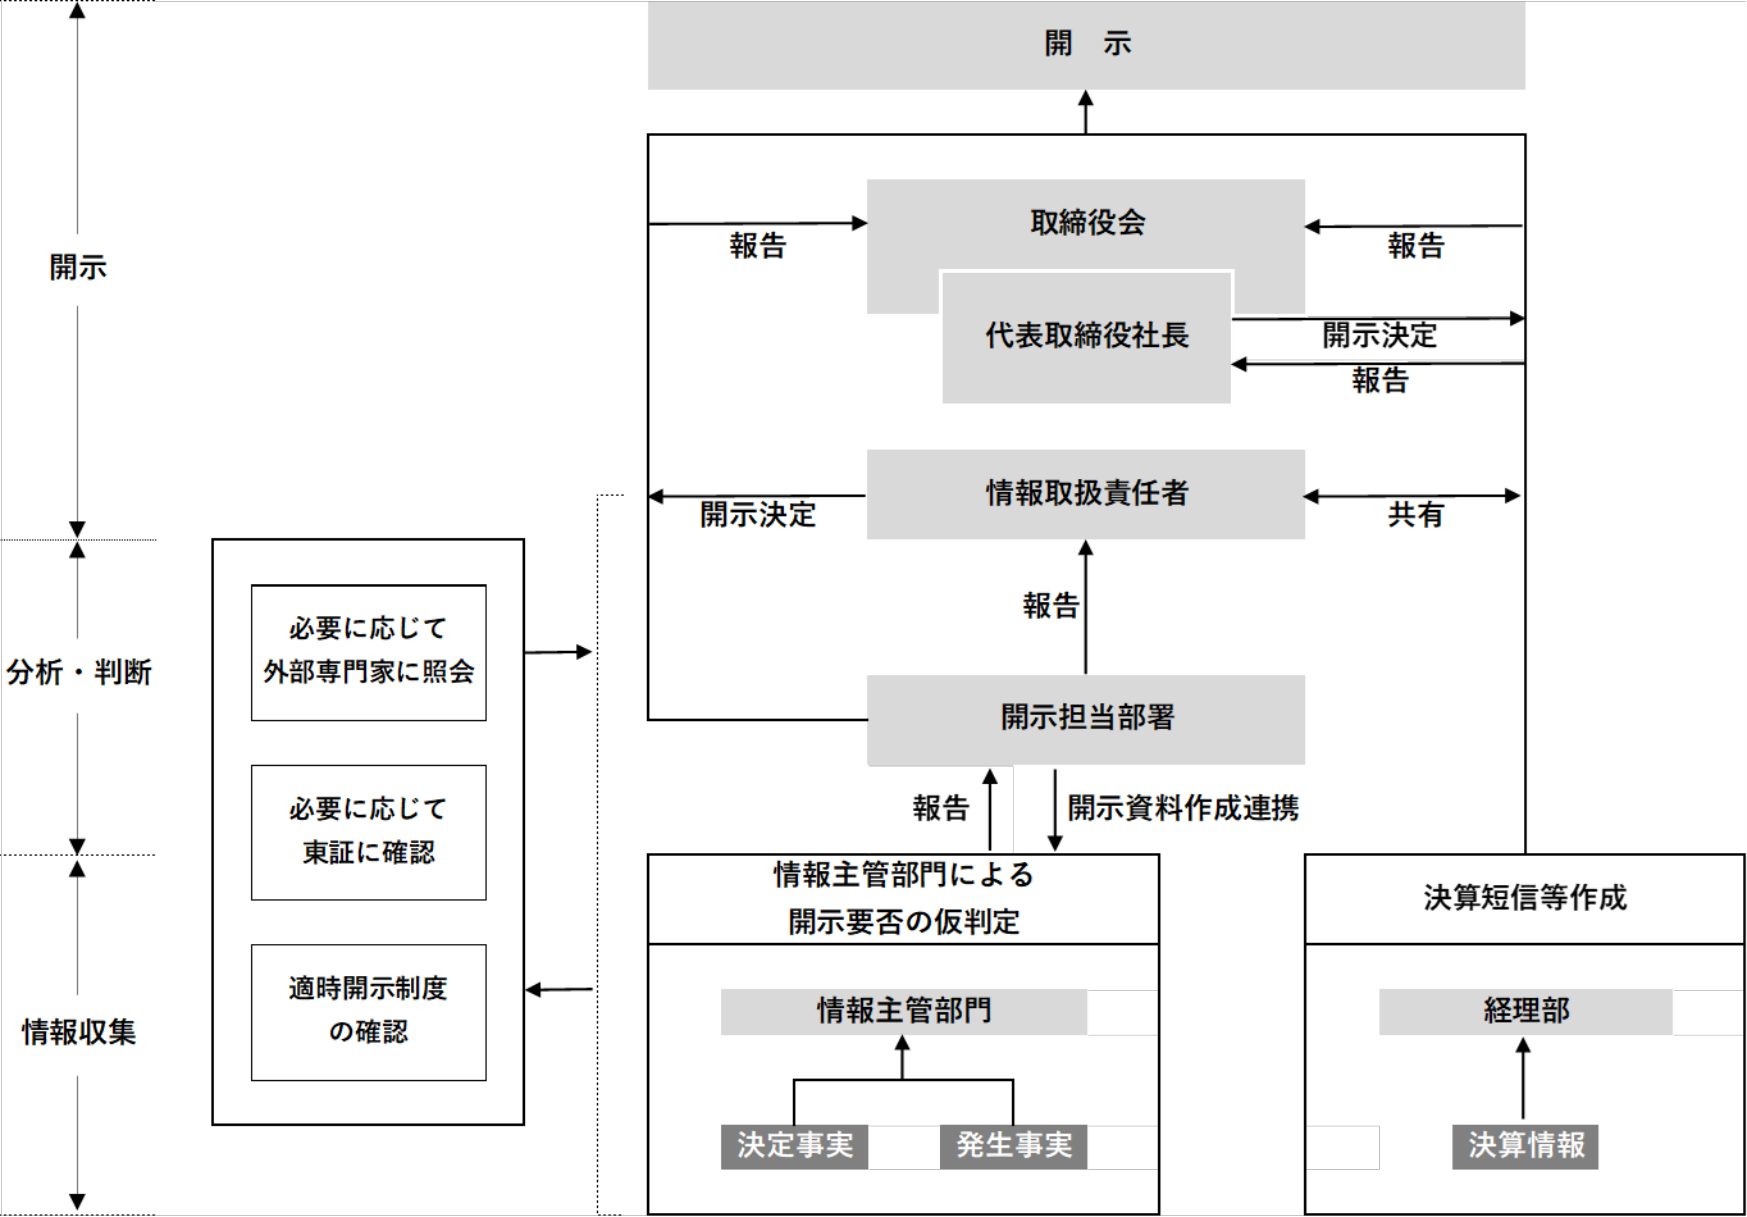 開　示
取締役会
報告
報告
開示
代表取締役社長
開示決定
報告
情報取扱責任者
開示決定
共有
報告
必要に応じて
外部専門家に照会
分析・判断
開示担当部署
必要に応じて
東証に確認
報告
開示資料作成連携
情報主管部門による
開示要否の仮判定
決算短信等作成
適時開示制度
の確認
情報収集
情報主管部門
経理部
決定事実
発生事実
決算情報